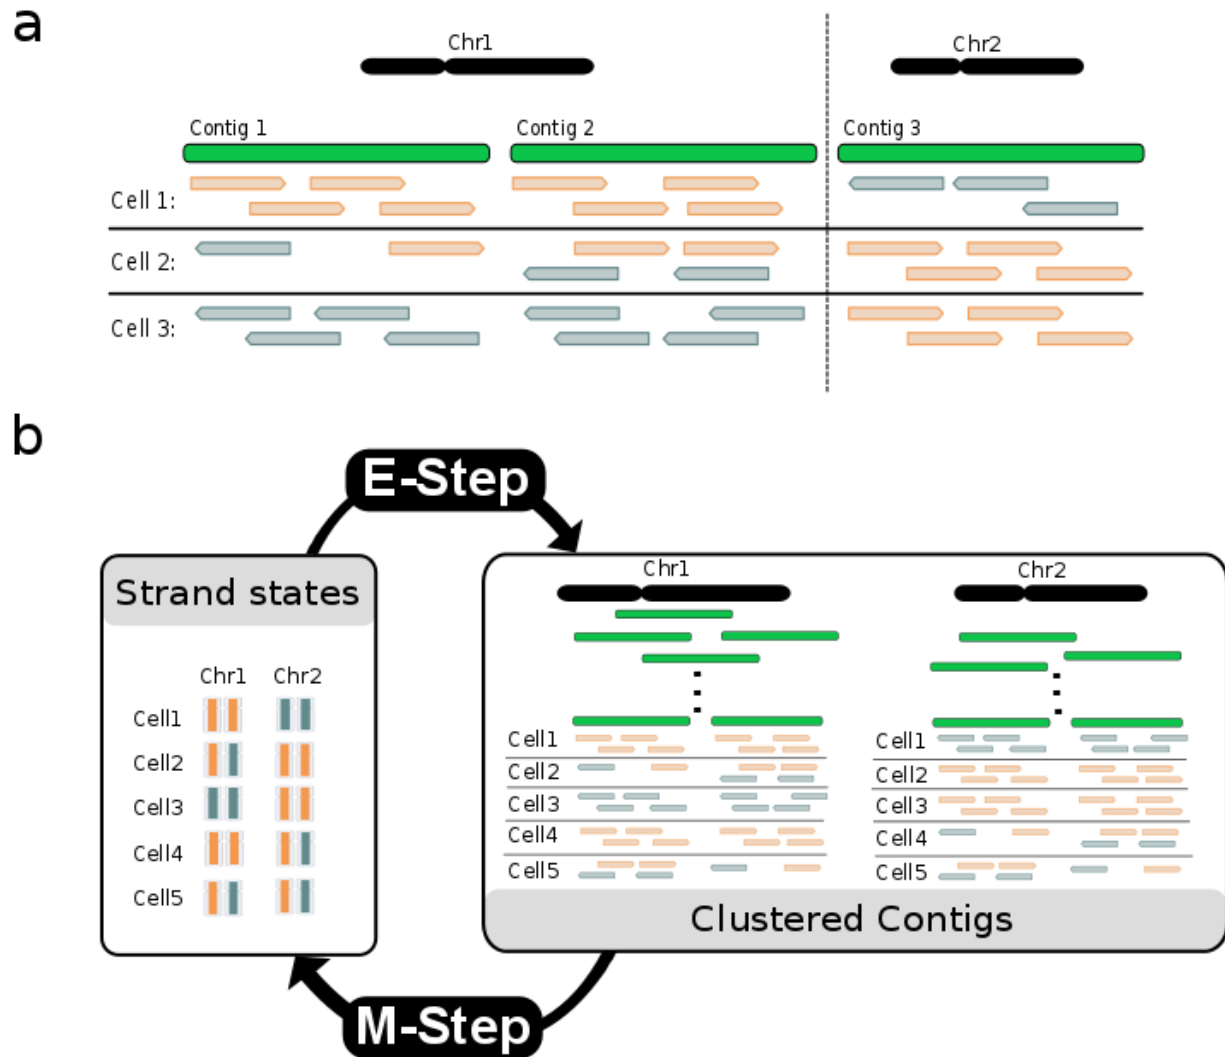 a
Chr1 Chr2
Contig 1 Contig 2 Contig 3
Cell 1:
Cell 2:
Cell 3:
b
E-Step
Strand states
Chr1 Chr2
Cell1
Cell2
Cell3
Cell4
Cell5
Chr1 Chr2
Cell1 Cell1
Cell2 Cell2
Cell3 Cell3
Cell4 Cell4
Cell5 Cell5
Clustered Contigs
M-Step